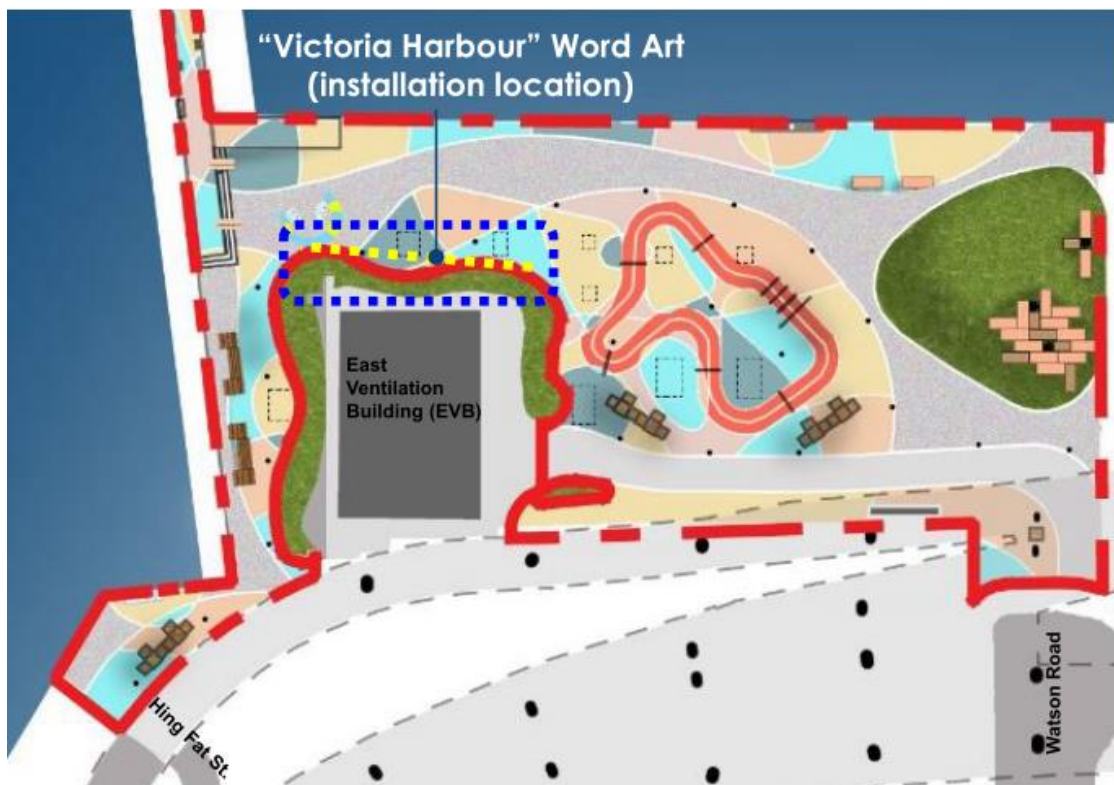 “Victoria Harbour” Word Art
(installation location)
East
Ventilation
Building (EVB)
Hing Fat St.
Watson Road